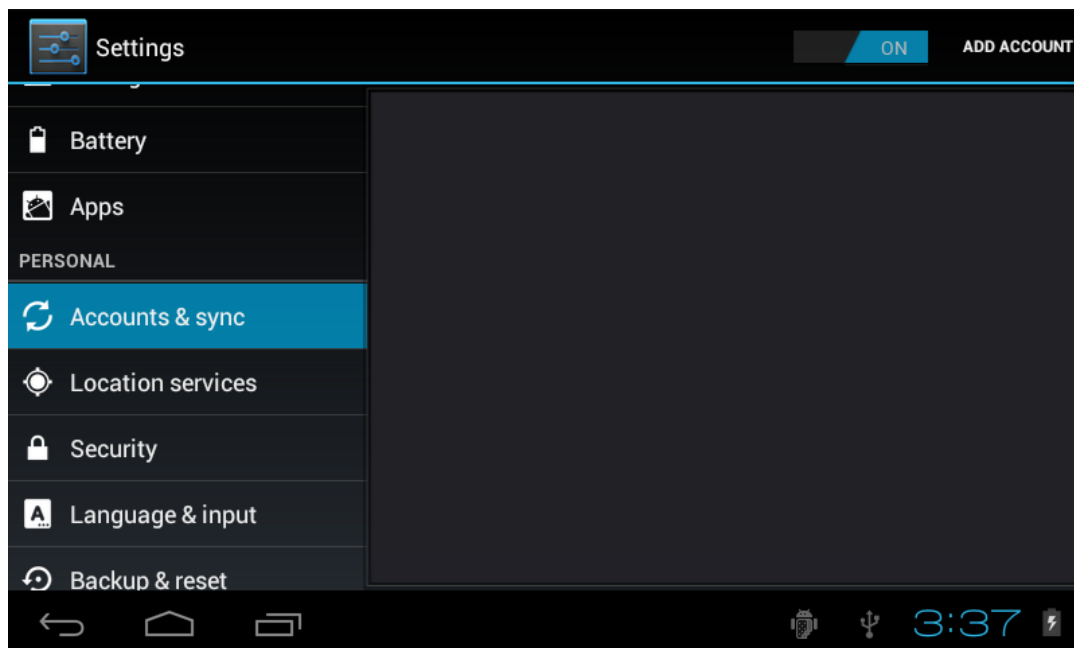 Settings
ON
ADD ACCOUNT
Battery
Apps
PERSONAL
Accounts & sync
Location services
Security
Language & input
Backup & reset
3:37